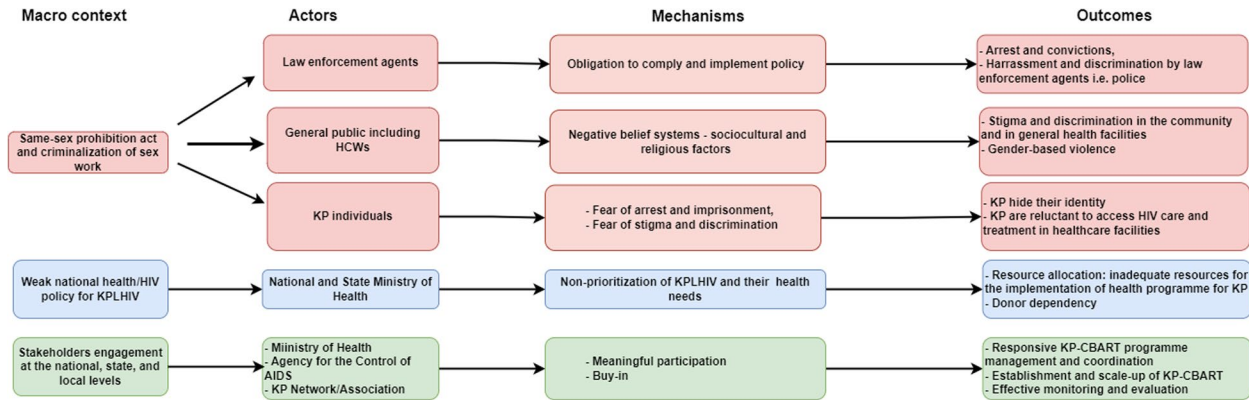 Macro context
Actors
Mechanisms
Outcomes
Same-sex prohibition act
and criminalization of sex
work
Law enforcement agents
Obligation to comply and implement policy
- Arrest and convictions,
- Harrassment and discrimination by law
enforcement agents i.e. police
General public including
HCWs
Negative belief systems - sociocultural and
religious factors
- Stigma and discrimination in the community
and in general health facilities
- Gender-based violence
KP individuals
- Fear of arrest and imprisonment,
- Fear of stigma and discrimination
- KP hide their identity
- KP are reluctant to access HIV care and
treatment in healthcare facilities
Weak national health/HIV
policy for KPLHIV
National and State Ministry of
Health
Non-prioritization of KPLHIV and their health
needs
- Resource allocation: inadequate resources for
the implementation of health programme for KP
- Donor dependency
Stakeholders engagement
at the national, state, and
local levels
- Miinistry of Health
- Agency for the Control of
AIDS
- KP Network/Association
- Meaningful participation
- Buy-in
- Responsive KP-CBART programme
management and coordination
- Establishment and scale-up of KP-CBART
- Effective monitoring and evaluation